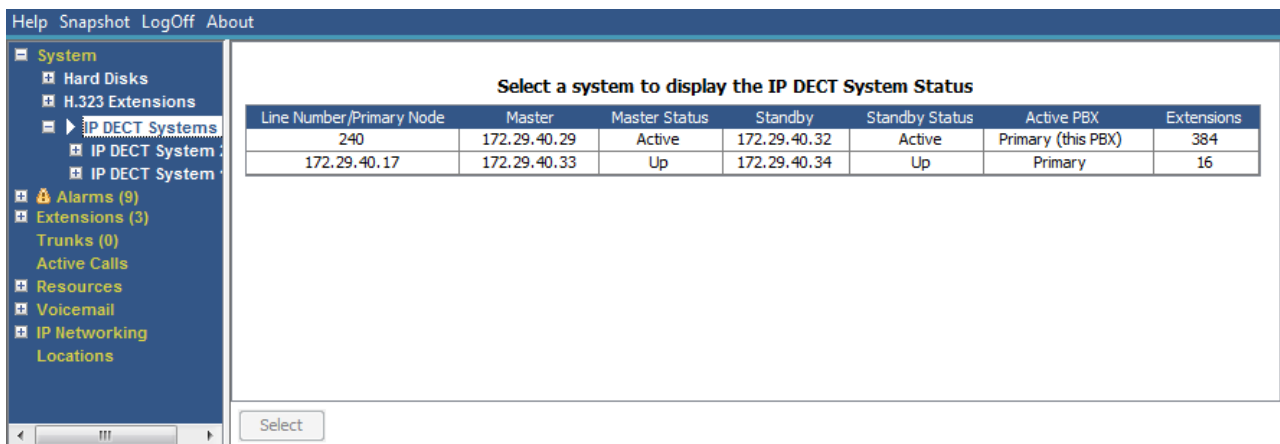 Help Snapshot LogOff About
System
Hard Disks
H.323 Extensions
IP DECT Systems
IP DECT System
IP DECT System
Alarms (9)
Extensions (3)
Trunks (0)
Active Calls
Resources
Voicemail
IP Networking
Locations
Select a system to display the IP DECT System Status
Line Number/Primary Node Master Master Status Standby Standby Status Active PBX Extensions
240 172.29.40.29 Active 172.29.40.32 Active Primary (this PBX) 384
172.29.40.17 172.29.40.33 Up 172.29.40.34 Up Primary 16
Select